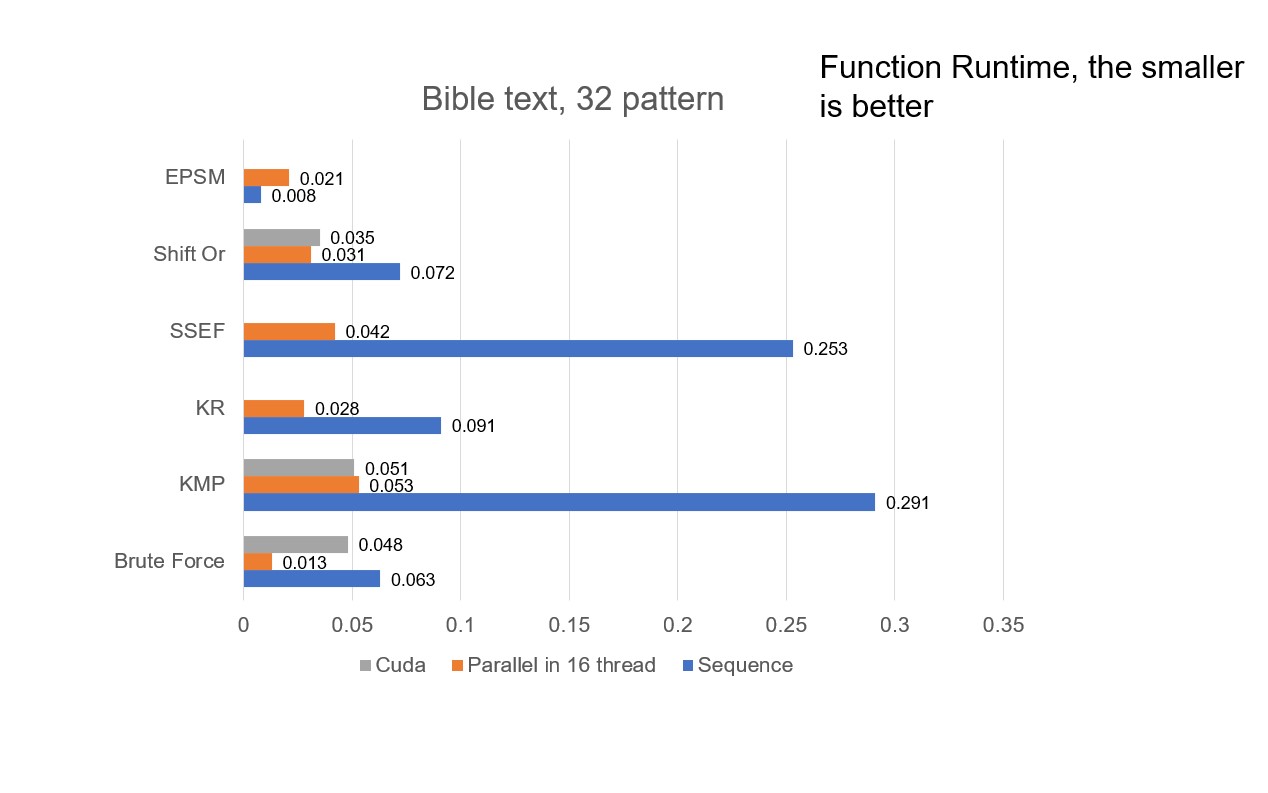 Function Runtime, the smaller
is better
Bible text, 32 pattern
EPSM
0.021
0.008
Shift Or
0.035
0.031
0.072
SSEF
0.042
0.253
KR
0.028
0.091
KMP
0.051
0.053
0.291
Brute Force
0.048
0.013
0.063
0 0.05 0.1 0.15 0.2 0.25 0.3 0.35
Cuda Parallel in 16 thread Sequence